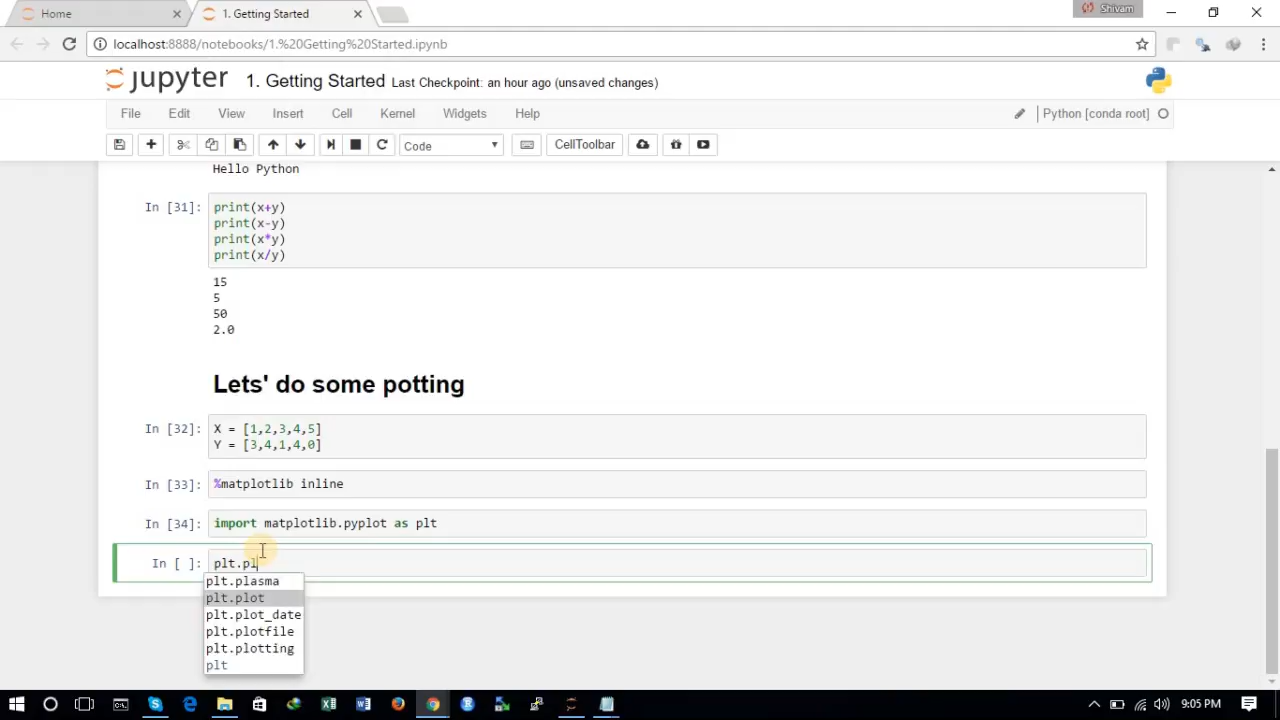 Home
1. Getting Started
Shivam
localhost:8888/notebooks/1.%20Getting%20Started.ipynb
jupyter 1. Getting Started Last Checkpoint: an hour ago (unsaved changes)
File Edit View Insert Cell Kernel Widgets Help Python [conda root]
Code CellToolbar
Hello Python
In [31]: print(x+y)
print(x-y)
print(x*y)
print(x/y)
15
5
50
2.0
Lets' do some potting
In [32]: X = [1,2,3,4,5]
Y = [3,4,1,4,0]
In [33]: %matplotlib inline
In [34]: import matplotlib.pyplot as plt
In [ ]: plt.pl
plt.plasma
plt.plot
plt.plot_date
plt.plotfile
plt.plotting
plt
9:05 PM